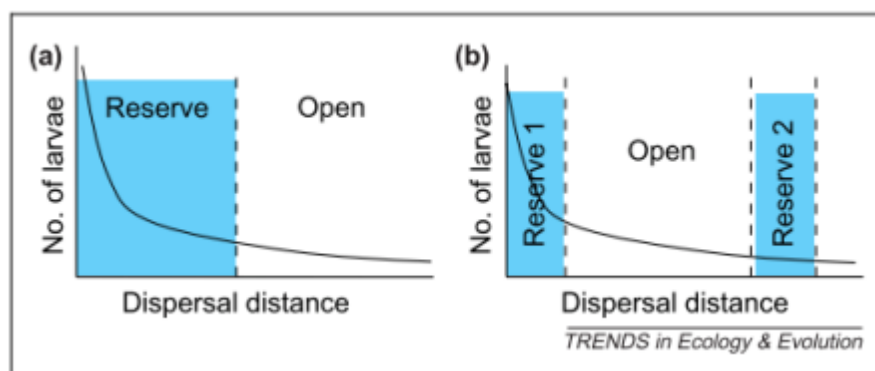 (a)
Reserve
Open
No. of larvae
Dispersal distance
(b)
Reserve 1
Open
Reserve 2
No. of larvae
Dispersal distance
TRENDS in Ecology & Evolution